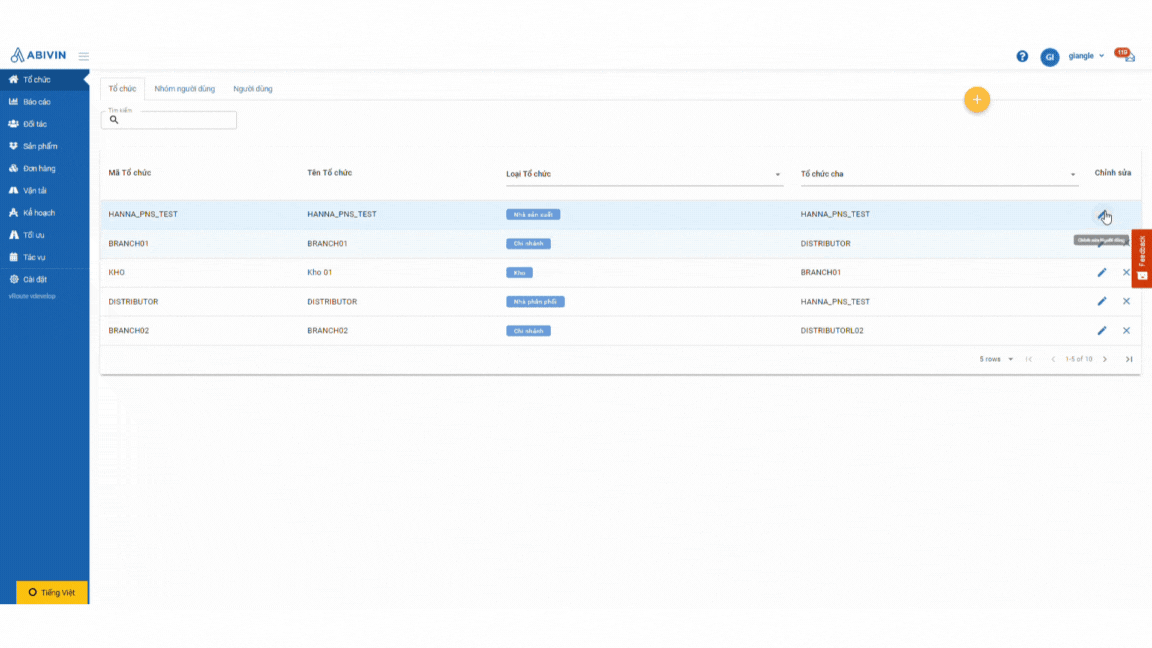 ABIVIN
? GI giangle 119
Tổ chức
Báo cáo
Đối tác
Sản phẩm
Đơn hàng
Vận tải
Kế hoạch
Tối ưu
Tác vụ
Cài đặt
vRoute vdevelop
Tiếng Việt
Tổ chức Nhóm người dùng Người dùng
Tìm kiếm
+
Mã Tổ chức Tên Tổ chức Loại Tổ chức Tổ chức cha Chỉnh sửa
HANNA_PNS_TEST HANNA_PNS_TEST Nhà sản xuất HANNA_PNS_TEST
Chỉnh sửa Người dùng
BRANCH01 BRANCH01 Chi nhánh DISTRIBUTOR
KHO Kho 01 Kho BRANCH01
DISTRIBUTOR DISTRIBUTOR Nhà phân phối HANNA_PNS_TEST
BRANCH02 BRANCH02 Chi nhánh DISTRIBUTORL02
5 rows 1-5 of 10
Feedback